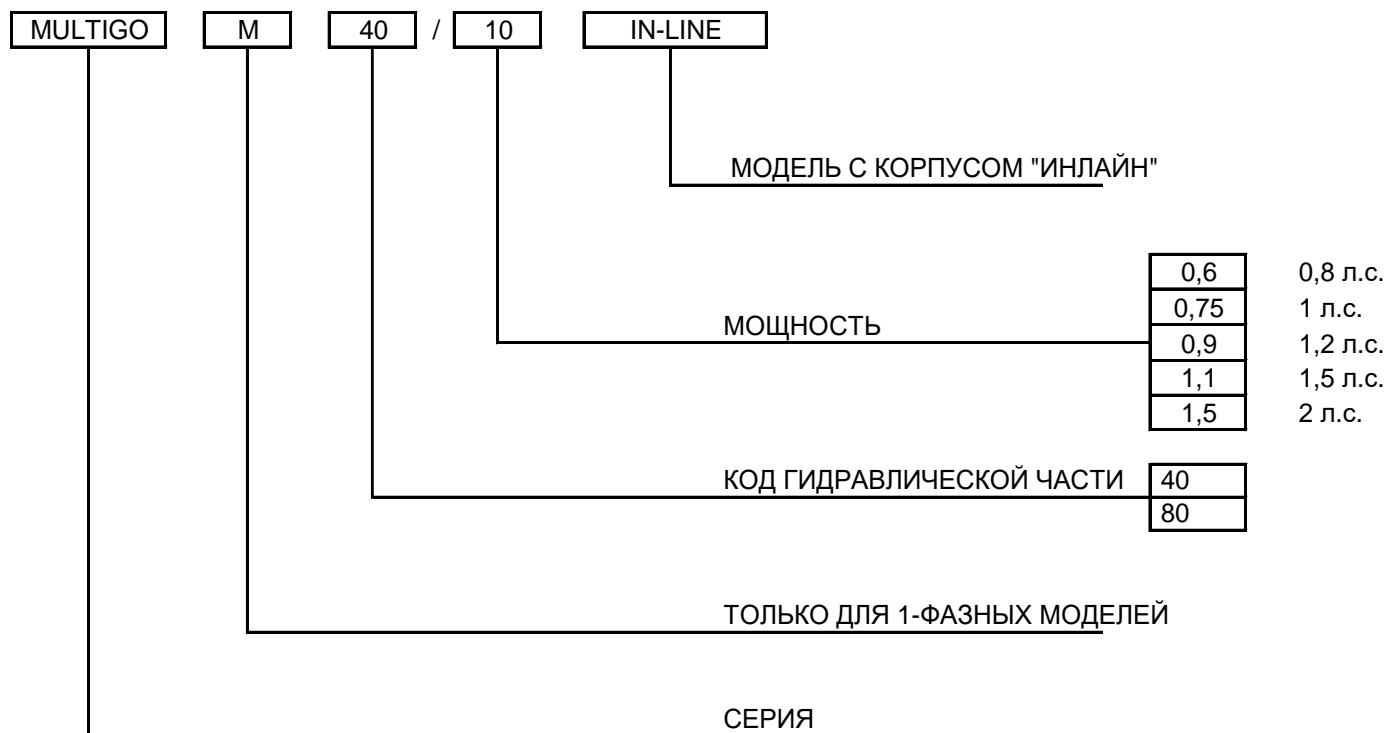 MULTIGO M 40 / 10 IN-LINE
МОДЕЛЬ С КОРПУСОМ "ИНЛАЙН"
0,6 0,8 л.с.
0,75 1 л.с.
МОЩНОСТЬ
0,9 1,2 л.с.
1,1 1,5 л.с.
1,5 2 л.с.
КОД ГИДРАВЛИЧЕСКОЙ ЧАСТИ 40
80
ТОЛЬКО ДЛЯ 1-ФАЗНЫХ МОДЕЛЕЙ
СЕРИЯ